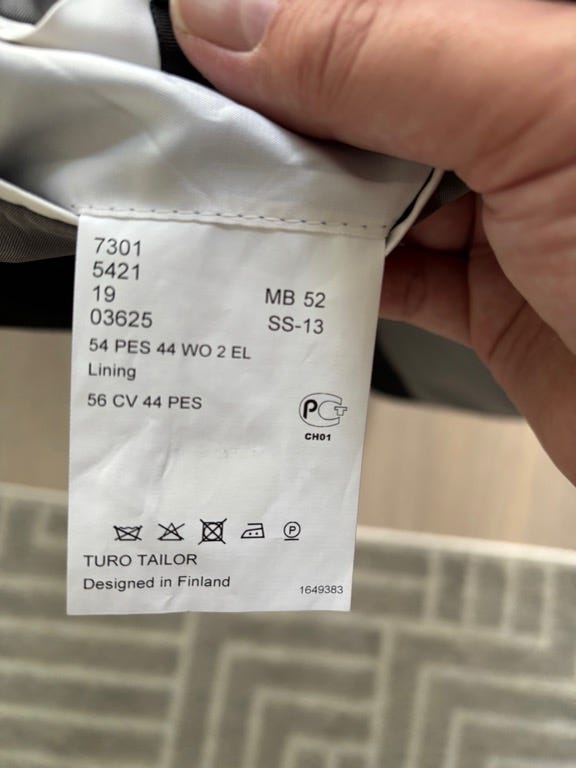 7301
5421
19 MB 52
03625 SS-13
54 PES 44 WO 2 EL
Lining
56 CV 44 PES
PCT
CH01
P
TURO TAILOR
Designed in Finland
1649383